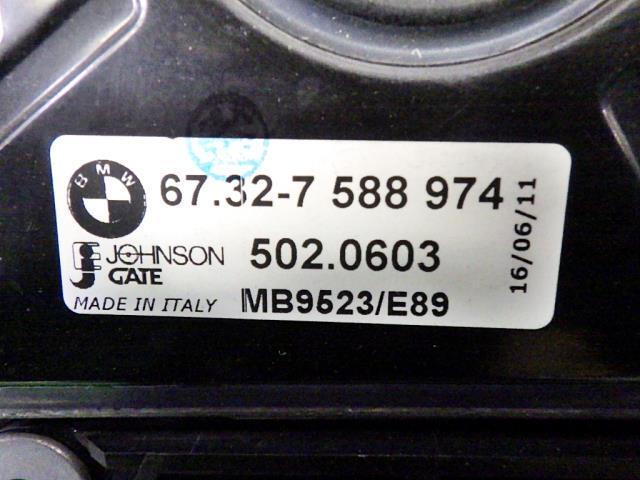 BMW
67.32-7 588 974
JOHNSON
GATE
502.0603
MADE IN ITALY
MB9523/E89
16/06/11